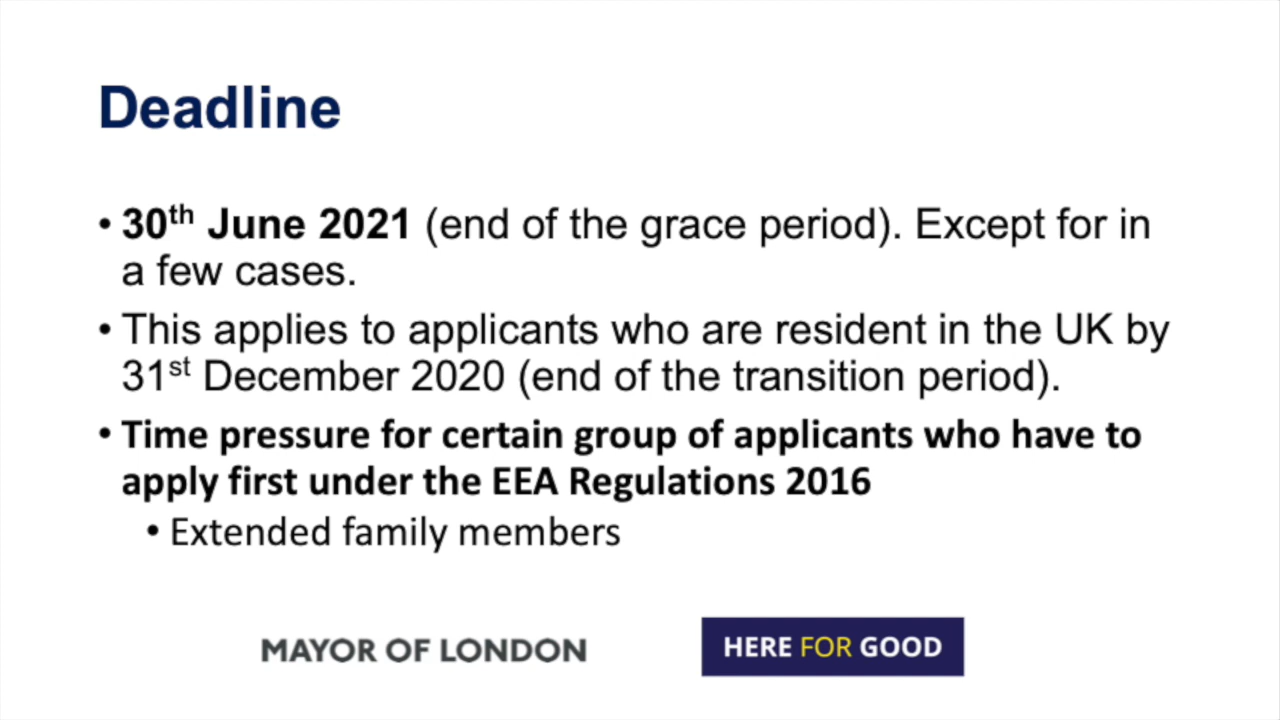 Deadline
• 30th June 2021 (end of the grace period). Except for in
a few cases.
• This applies to applicants who are resident in the UK by
31st December 2020 (end of the transition period).
• Time pressure for certain group of applicants who have to
apply first under the EEA Regulations 2016
• Extended family members
MAYOR OF LONDON
HERE FOR GOOD